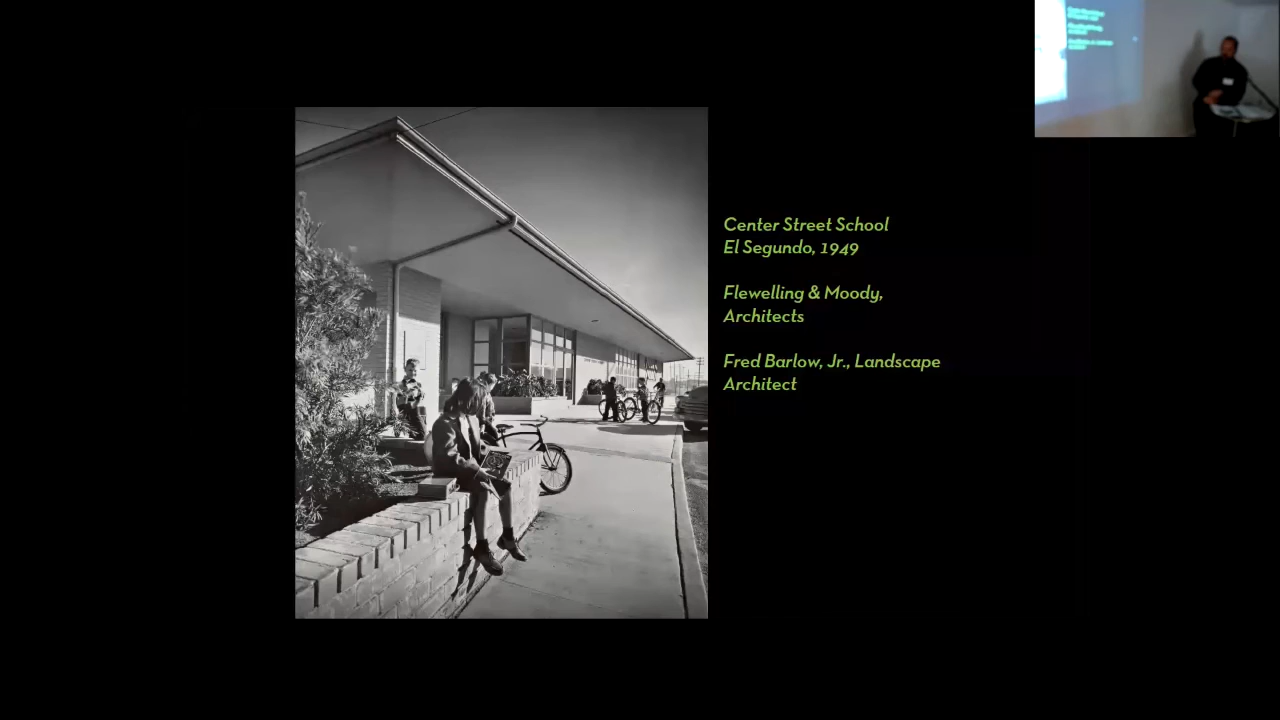 Center Street School
El Segundo, 1949
Flewelling & Moody,
Architects
Fred Barlow, Jr., Landscape
Architect